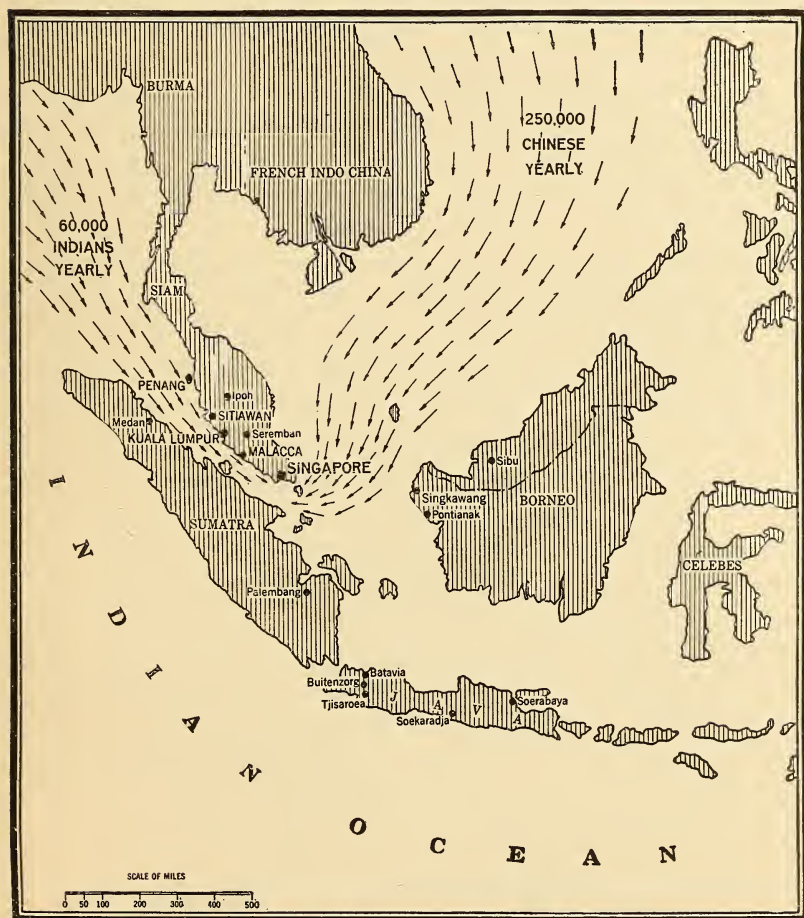 BURMA
250,000
CHINESE
YEARLY
FRENCH INDO CHINA
60,000
INDIANS
YEARLY
SIAM
PENANG
Ipoh
SITIAWAN
Medan
KUALA LUMPUR
Seremban
MALACCA
SINGAPORE
Sibu
Singkawang
BORNEO
Pontianak
SUMATRA
CELEBES
Palembang
Batavia
Buitenzorg
Tjisaroea
JAVA
Soerabaya
Soekaradja
INDIAN OCEAN
SCALE OF MILES
0 50 100 200 300 400 500